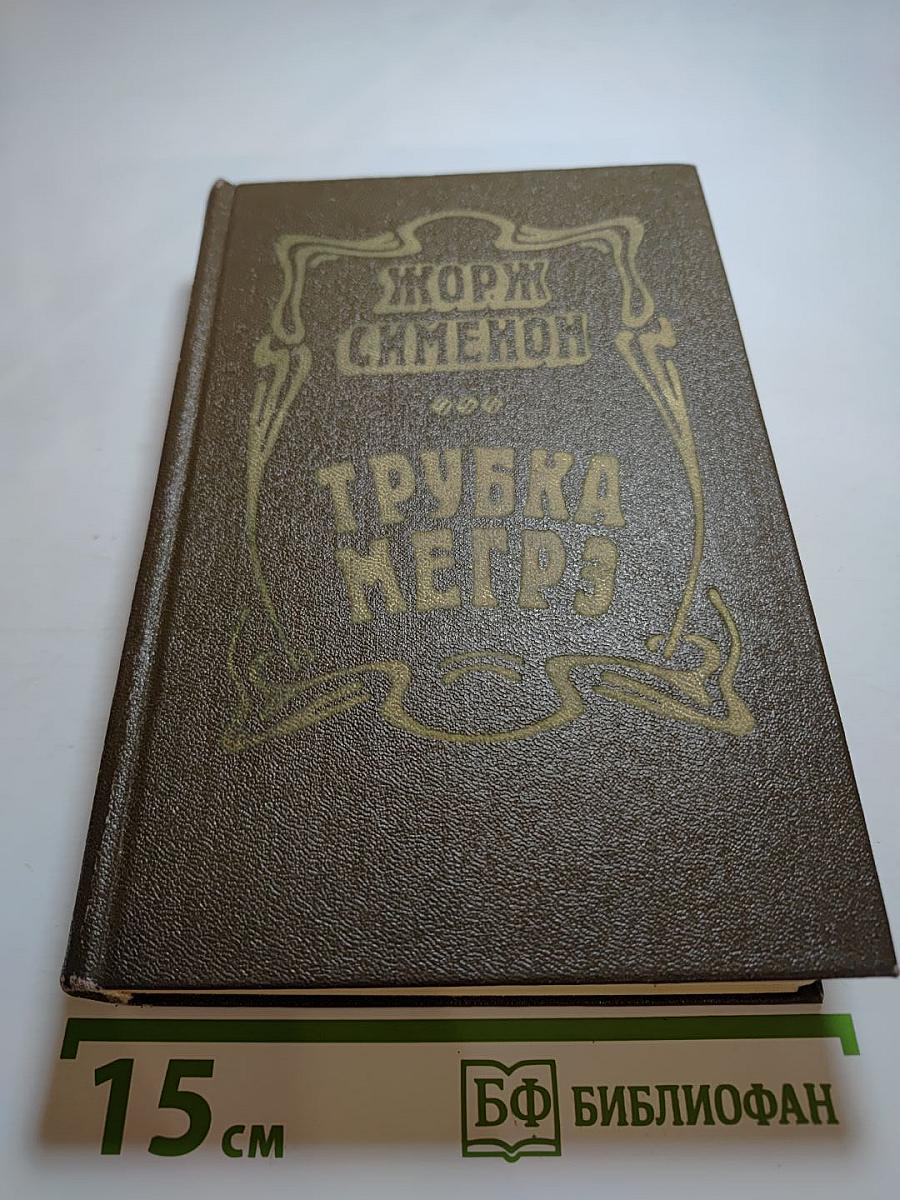 ЖОРЖ
СИМЕНОН
ТРУБКА
МЕГРЭ
15 см
БФ БИБЛИОФАН